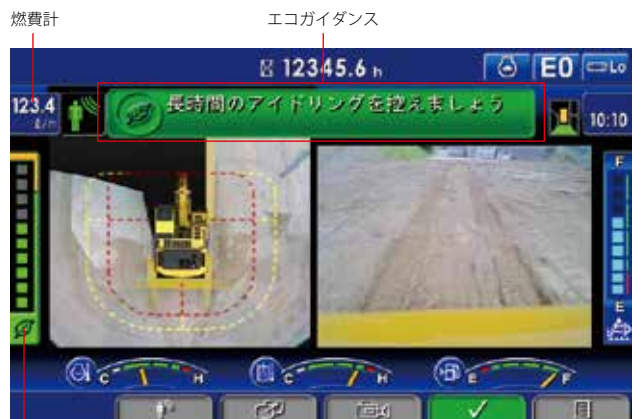 燃費計
エコガイダンス
12345.6 h
E0
Lo
123.4
ℓ/h
長時間のアイドリングを控えましょう
10:10
F
E
C H
C H
E F